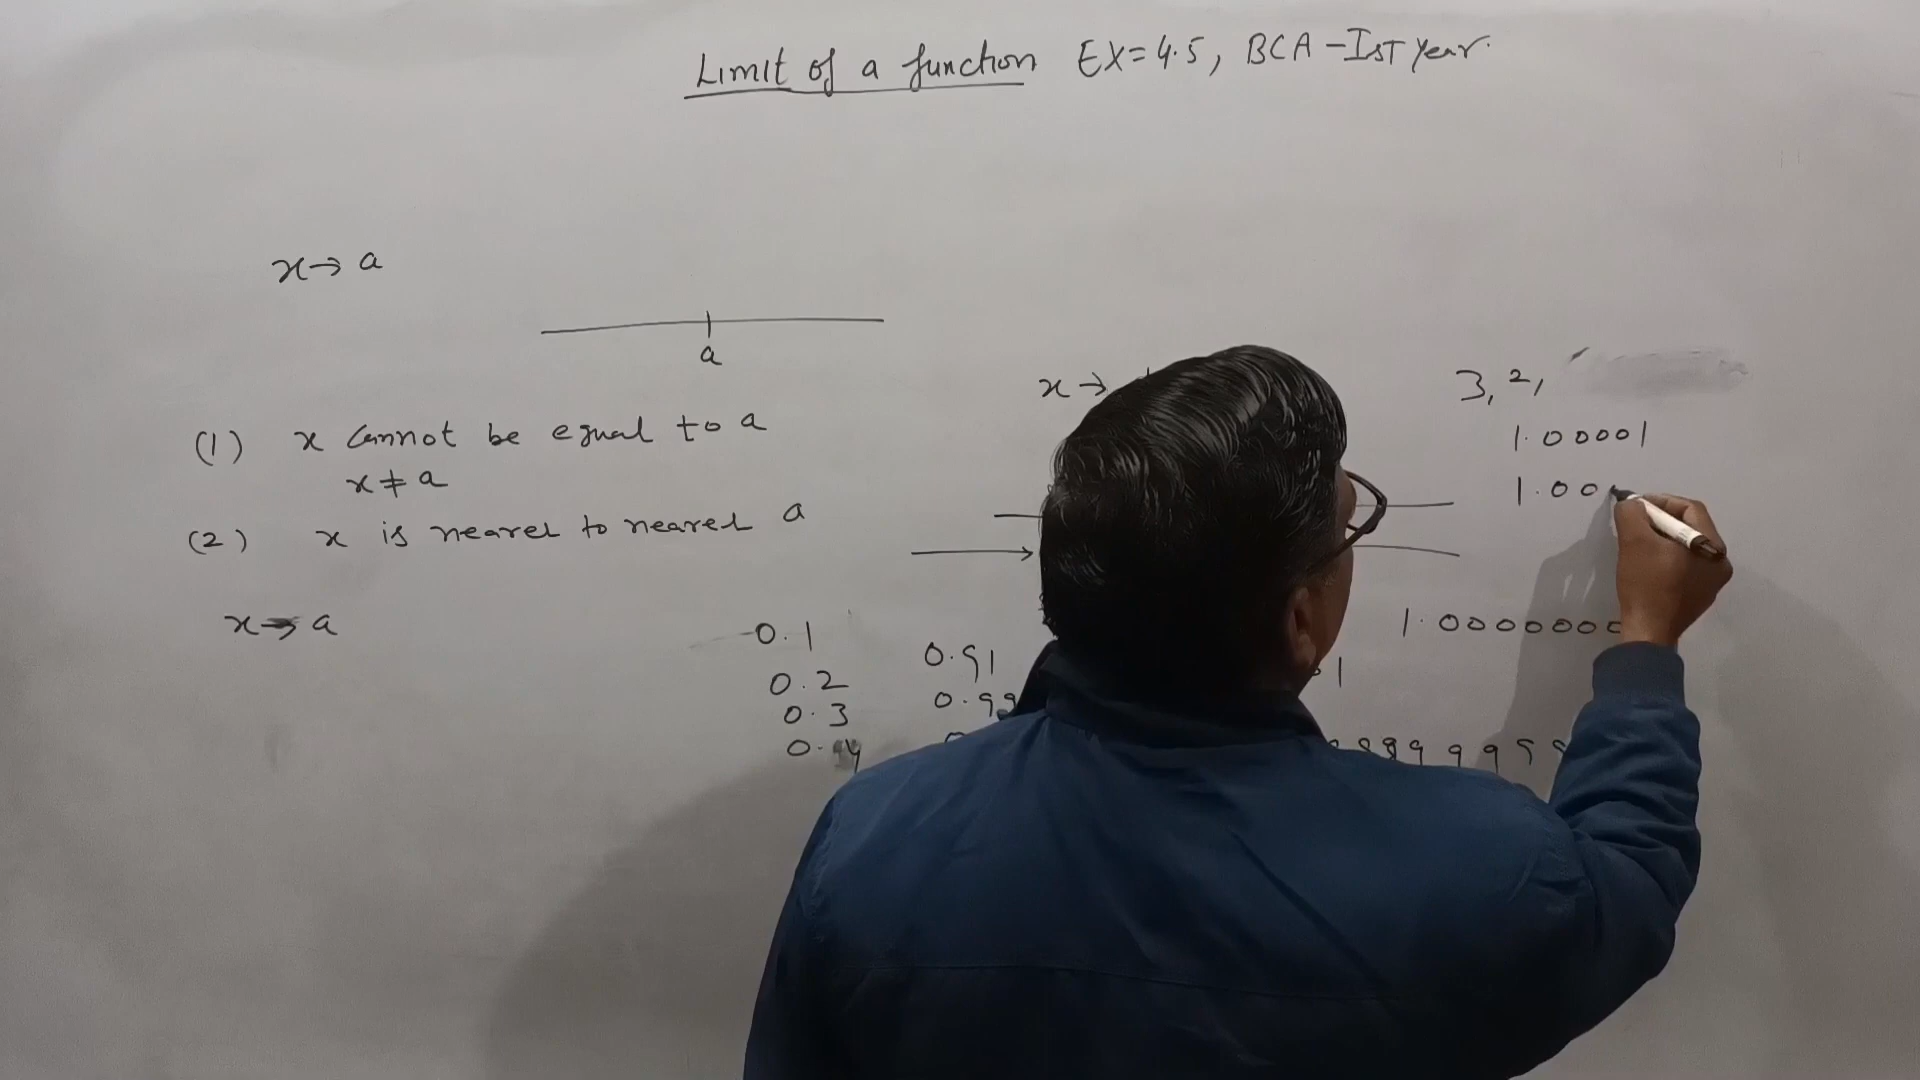 Limit of a function EX=4.5, BCA-Ist year.
x→ a
a
(1) x cannot be equal to a
x ≠ a
(2) x is nearer to nearer a
x→ a
x →
3, 2,
1.00001
1.00
1.0000000
0.1
0.2
0.3
0.4
0.91
0.99